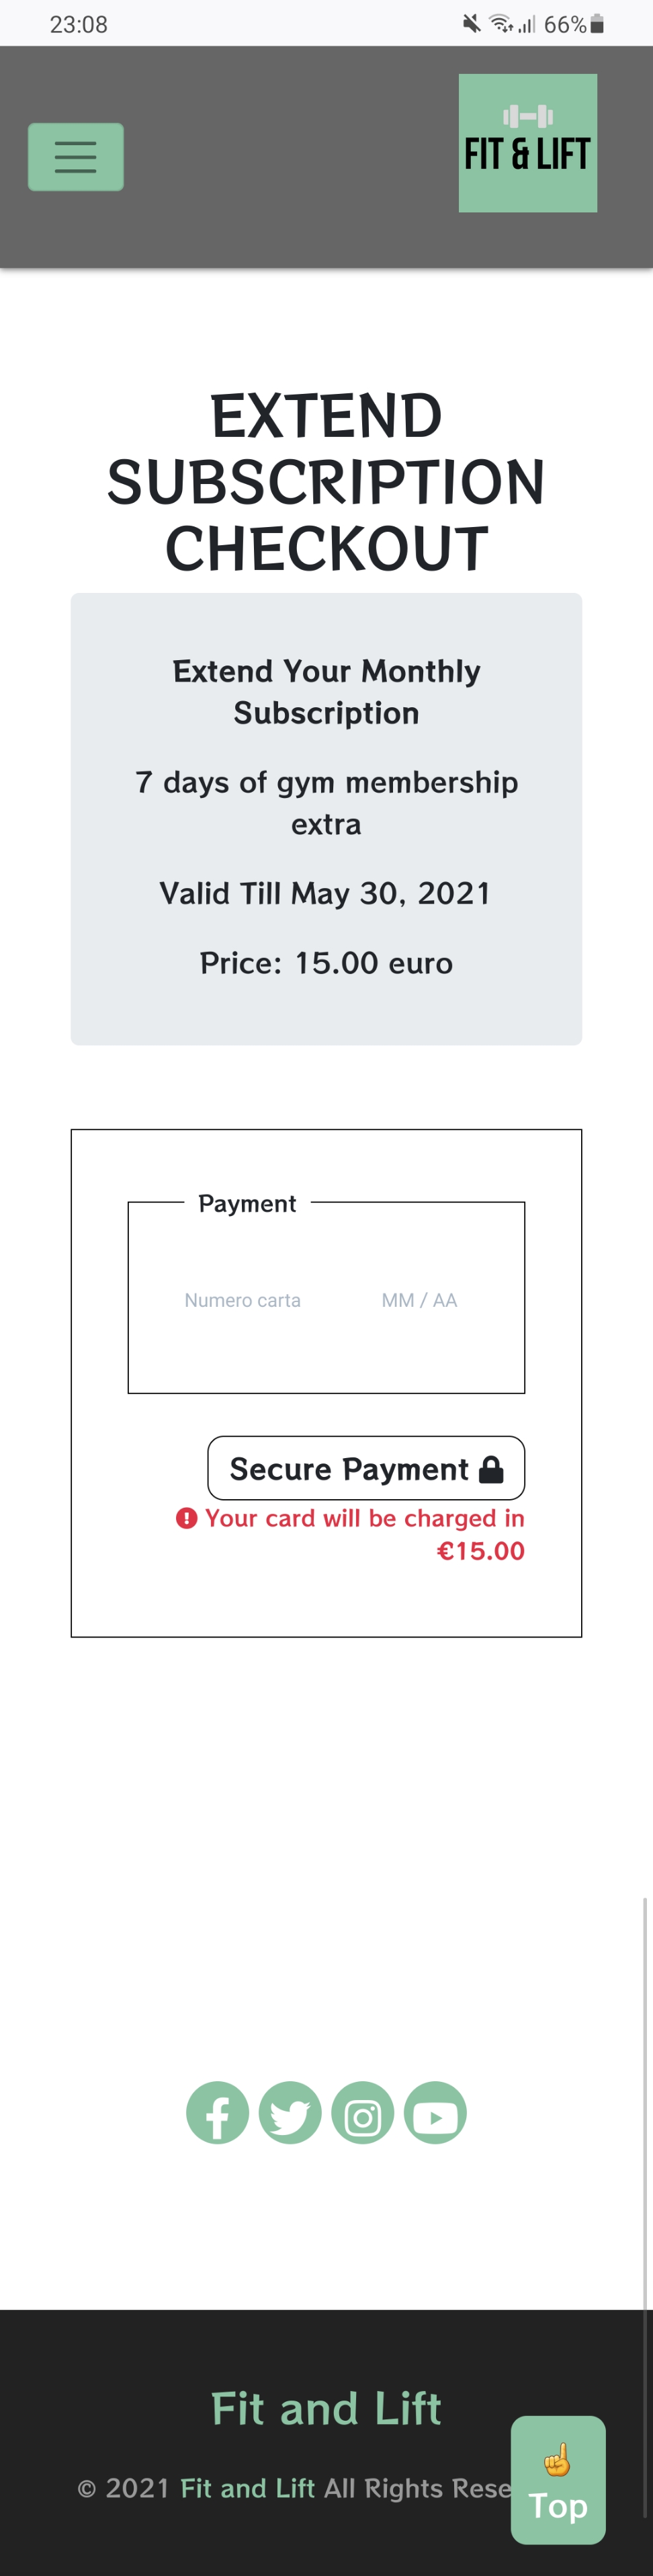 23:08
66%
FIT & LIFT
EXTEND
SUBSCRIPTION
CHECKOUT
Extend Your Monthly
Subscription
7 days of gym membership
extra
Valid Till May 30, 2021
Price: 15.00 euro
Payment
Numero carta MM / AA
Secure Payment
Your card will be charged in
€15.00
Fit and Lift
© 2021 Fit and Lift All Rights Rese
Top